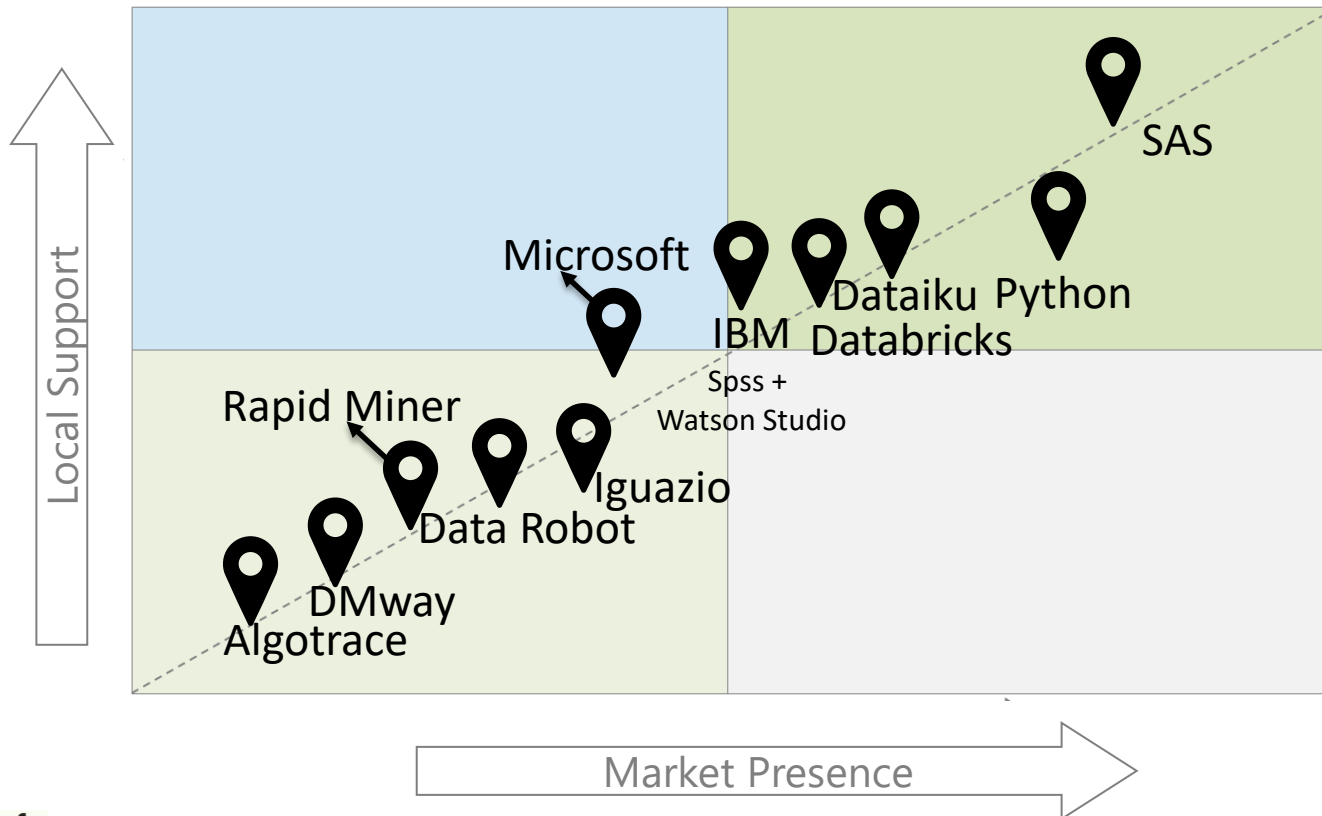 SAS
Microsoft
Dataiku
Python
IBM
Databricks
Spss +
Watson Studio
Rapid Miner
Iguazio
Data Robot
DMway
Algotrace
Local Support
Market Presence